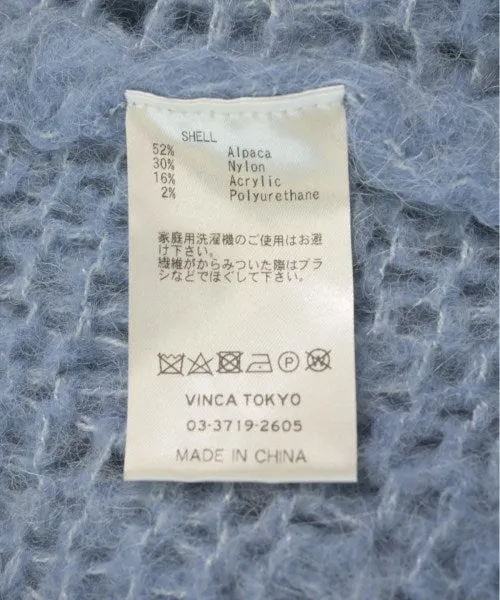 SHELL
52% Alpaca
30% Nylon
16% Acrylic
2% Polyurethane
家庭用洗濯機のご使用はお避
け下さい。
繊維がからみついた際はブラ
シなどでほぐして下さい。
P W
VINCA TOKYO
03-3719-2605
MADE IN CHINA